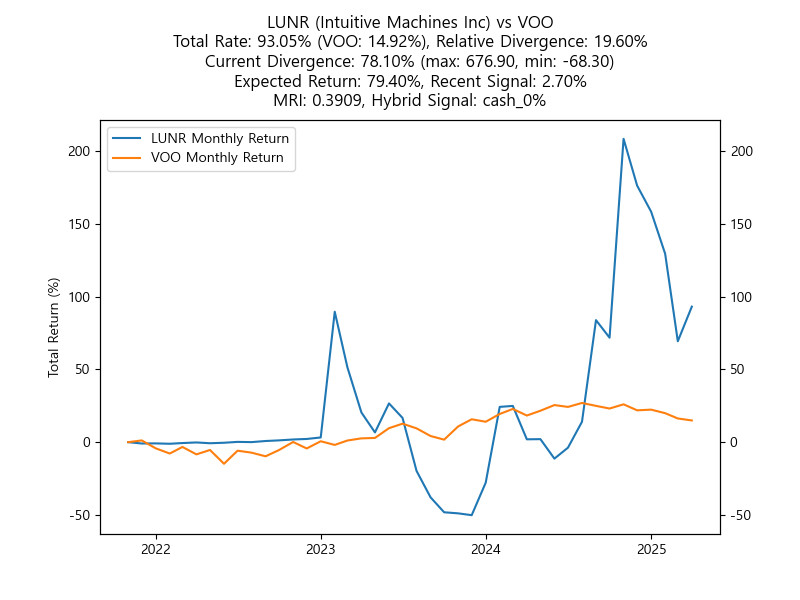 LUNR (Intuitive Machines Inc) vs VOO
Total Rate: 93.05% (VOO: 14.92%), Relative Divergence: 19.60%
Current Divergence: 78.10% (max: 676.90, min: -68.30)
Expected Return: 79.40%, Recent Signal: 2.70%
MRI: 0.3909, Hybrid Signal: cash_0%
LUNR Monthly Return
VOO Monthly Return
Total Return (%)
200
150
100
50
0
-50
200
150
100
50
0
-50
2022
2023
2024
2025